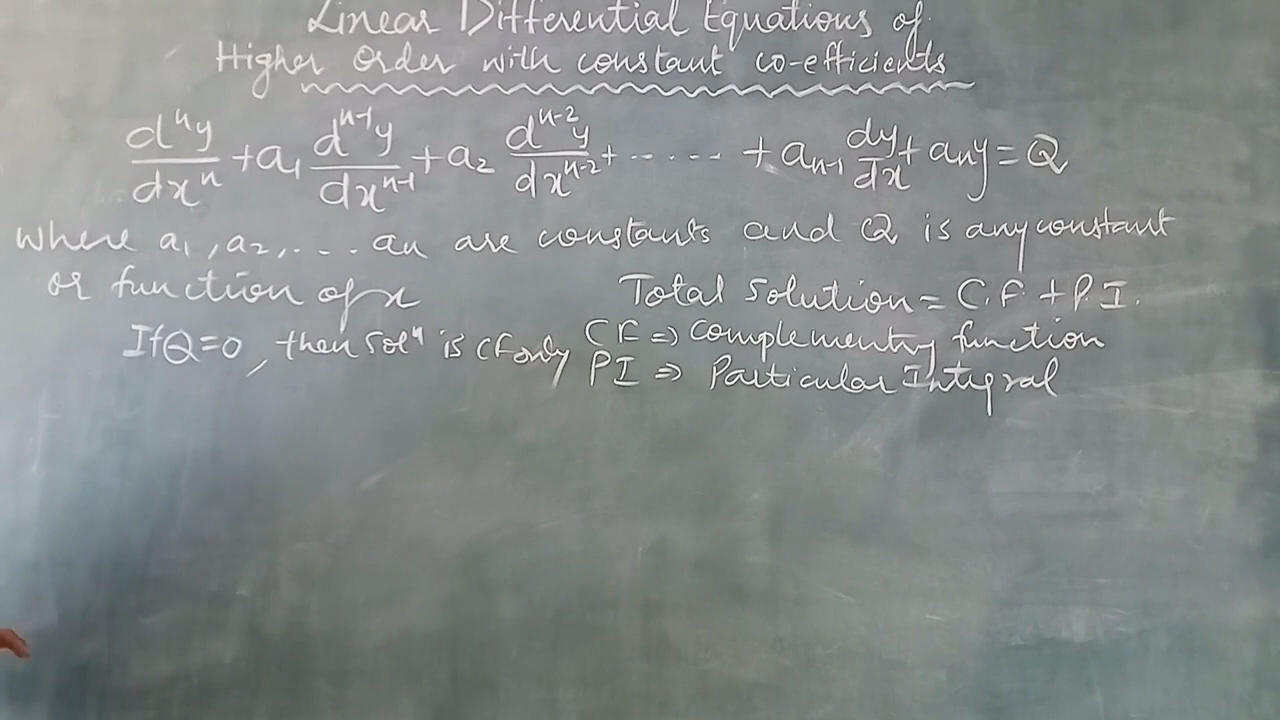 Linear Differential Equations of
Higher Order with constant co-efficients
dⁿy/dxⁿ + a₁ dⁿ⁻¹y/dxⁿ⁻¹ + a₂ dⁿ⁻²y/dxⁿ⁻² + ...... + aₙ₋₁ dy/dx + aₙy = Q
where a₁, a₂, .... an are constants and Q is any constant
or function of x
Total Solution = C.F. + P.I.
If Q=0, then solⁿ is CF only
CF ⇒ Complementry function
PI ⇒ Particular Integral